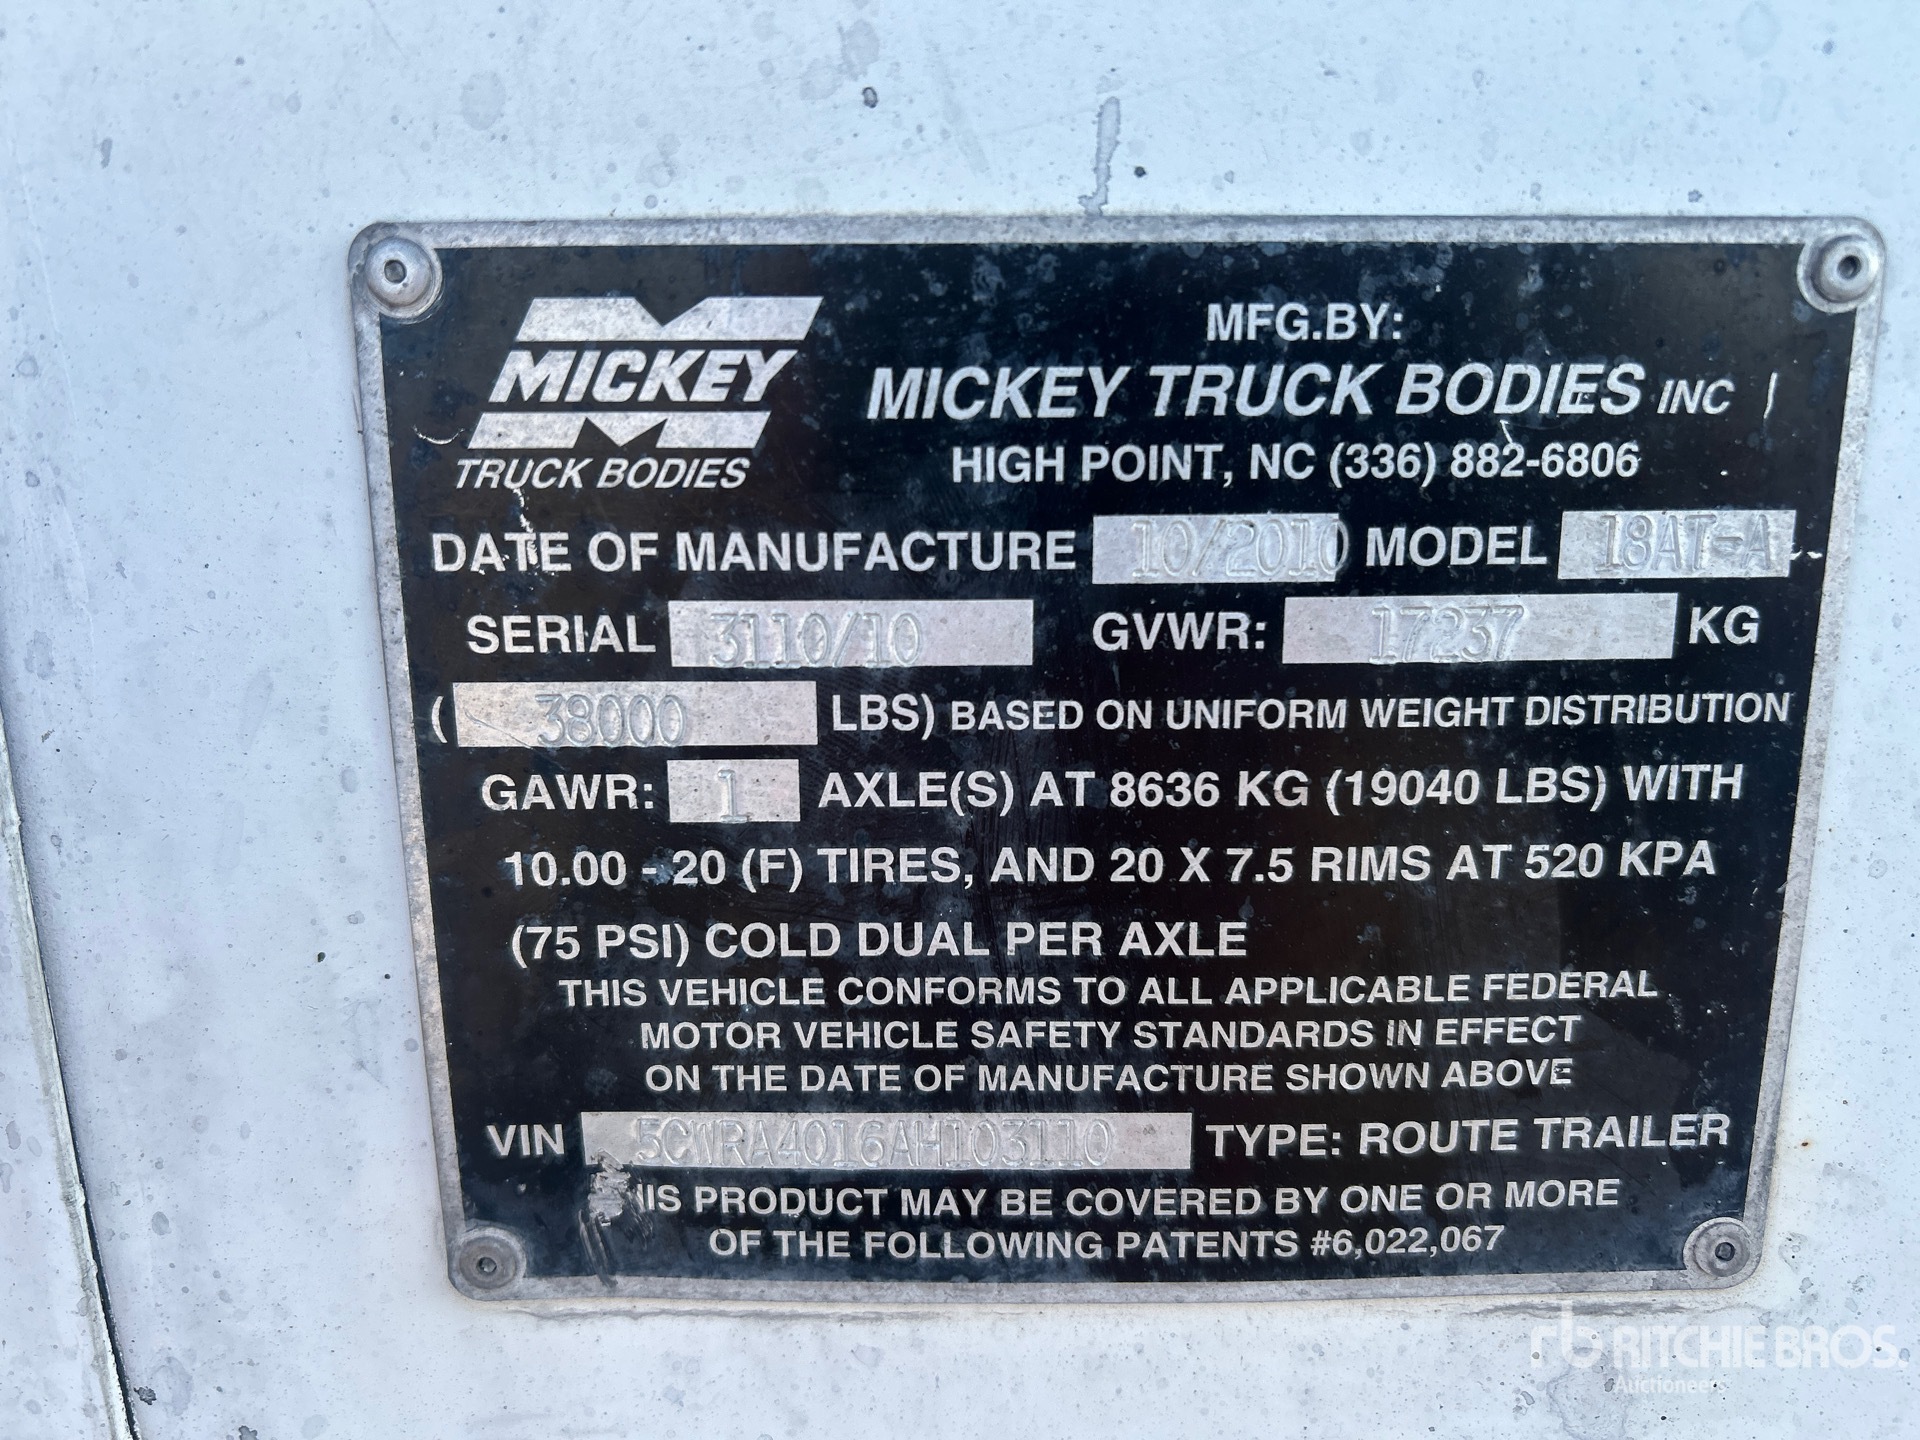 MICKEY
TRUCK BODIES
MFG.BY:
MICKEY TRUCK BODIES INC
HIGH POINT, NC (336) 882-6806
DATE OF MANUFACTURE 10/2010 MODEL 18AT-A
SERIAL 3110/10 GVWR: 17237 KG
( 38000 LBS) BASED ON UNIFORM WEIGHT DISTRIBUTION
GAWR: 1 AXLE(S) AT 8636 KG (19040 LBS) WITH
10.00 - 20 (F) TIRES, AND 20 X 7.5 RIMS AT 520 KPA
(75 PSI) COLD DUAL PER AXLE
THIS VEHICLE CONFORMS TO ALL APPLICABLE FEDERAL
MOTOR VEHICLE SAFETY STANDARDS IN EFFECT
ON THE DATE OF MANUFACTURE SHOWN ABOVE
VIN 5CWRA4016AH103110 TYPE: ROUTE TRAILER
THIS PRODUCT MAY BE COVERED BY ONE OR MORE
OF THE FOLLOWING PATENTS #6,022,067
rb RITCHIE BROS.
Auctioneers